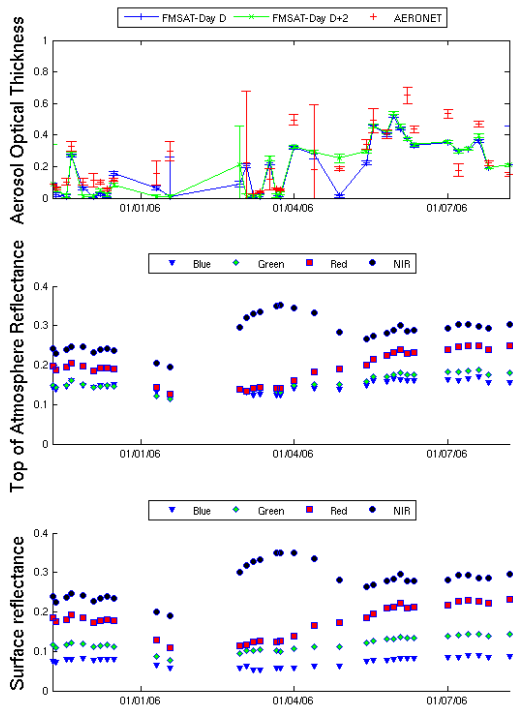 FMSAT-Day D FMSAT-Day D+2 AERONET
Aerosol Optical Thickness
1
0.8
0.6
0.4
0.2
0
01/01/06 01/04/06 01/07/06
Blue Green Red NIR
Top of Atmosphere Reflectance
0.4
0.3
0.2
0.1
0
01/01/06 01/04/06 01/07/06
Blue Green Red NIR
Surface reflectance
0.4
0.3
0.2
0.1
0
01/01/06 01/04/06 01/07/06